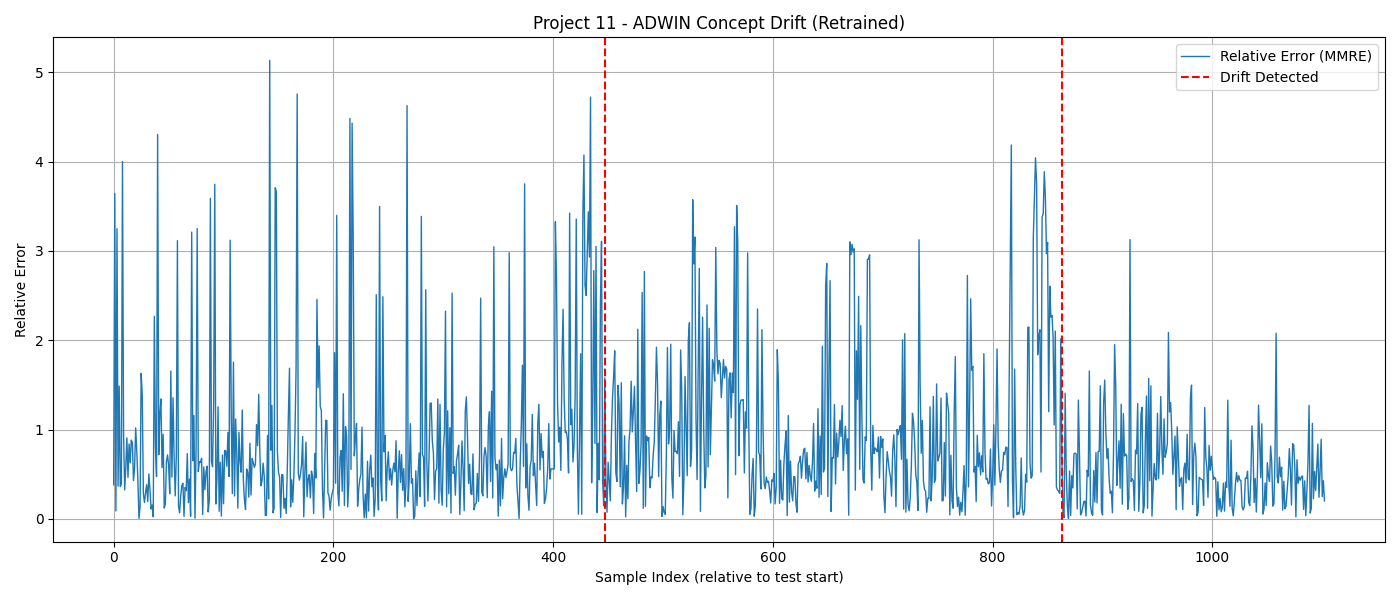 Project 11 - ADWIN Concept Drift (Retrained)
Relative Error (MMRE)
Drift Detected
Relative Error
5
4
3
2
1
0
0 200 400 600 800 1000
Sample Index (relative to test start)